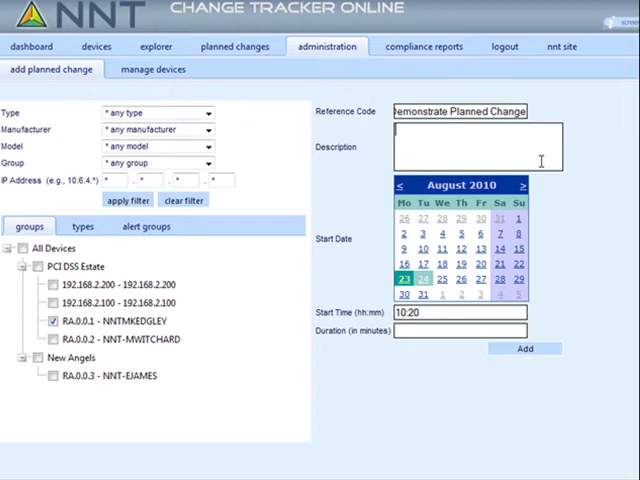 NNT CHANGE TRACKER ONLINE
dashboard devices explorer planned changes administration compliance reports logout nnt site
add planned change manage devices
Type * any type
Manufacturer * any manufacturer
Model * any model
Group * any group
IP Address (e.g., 10.6.4.*) * . * . * . *
apply filter clear filter
groups types alert groups
All Devices
PCI DSS Estate
192.168.2.200 - 192.168.2.200
192.168.2.100 - 192.168.2.100
RA.0.0.1 - NNTMKEDGLEY
RA.0.0.2 - NNT-MWITCHARD
New Angels
RA.0.0.3 - NNT-EJAMES
Reference Code Demonstrate Planned Change
Description
< August 2010 >
Mo Tu We Th Fr Sa Su
26 27 28 29 30 31 1
2 3 4 5 6 7 8
9 10 11 12 13 14 15
16 17 18 19 20 21 22
23 24 25 26 27 28 29
30 31 1 2 3 4 5
Start Date
Start Time (hh:mm) 10:20
Duration (in minutes)
Add